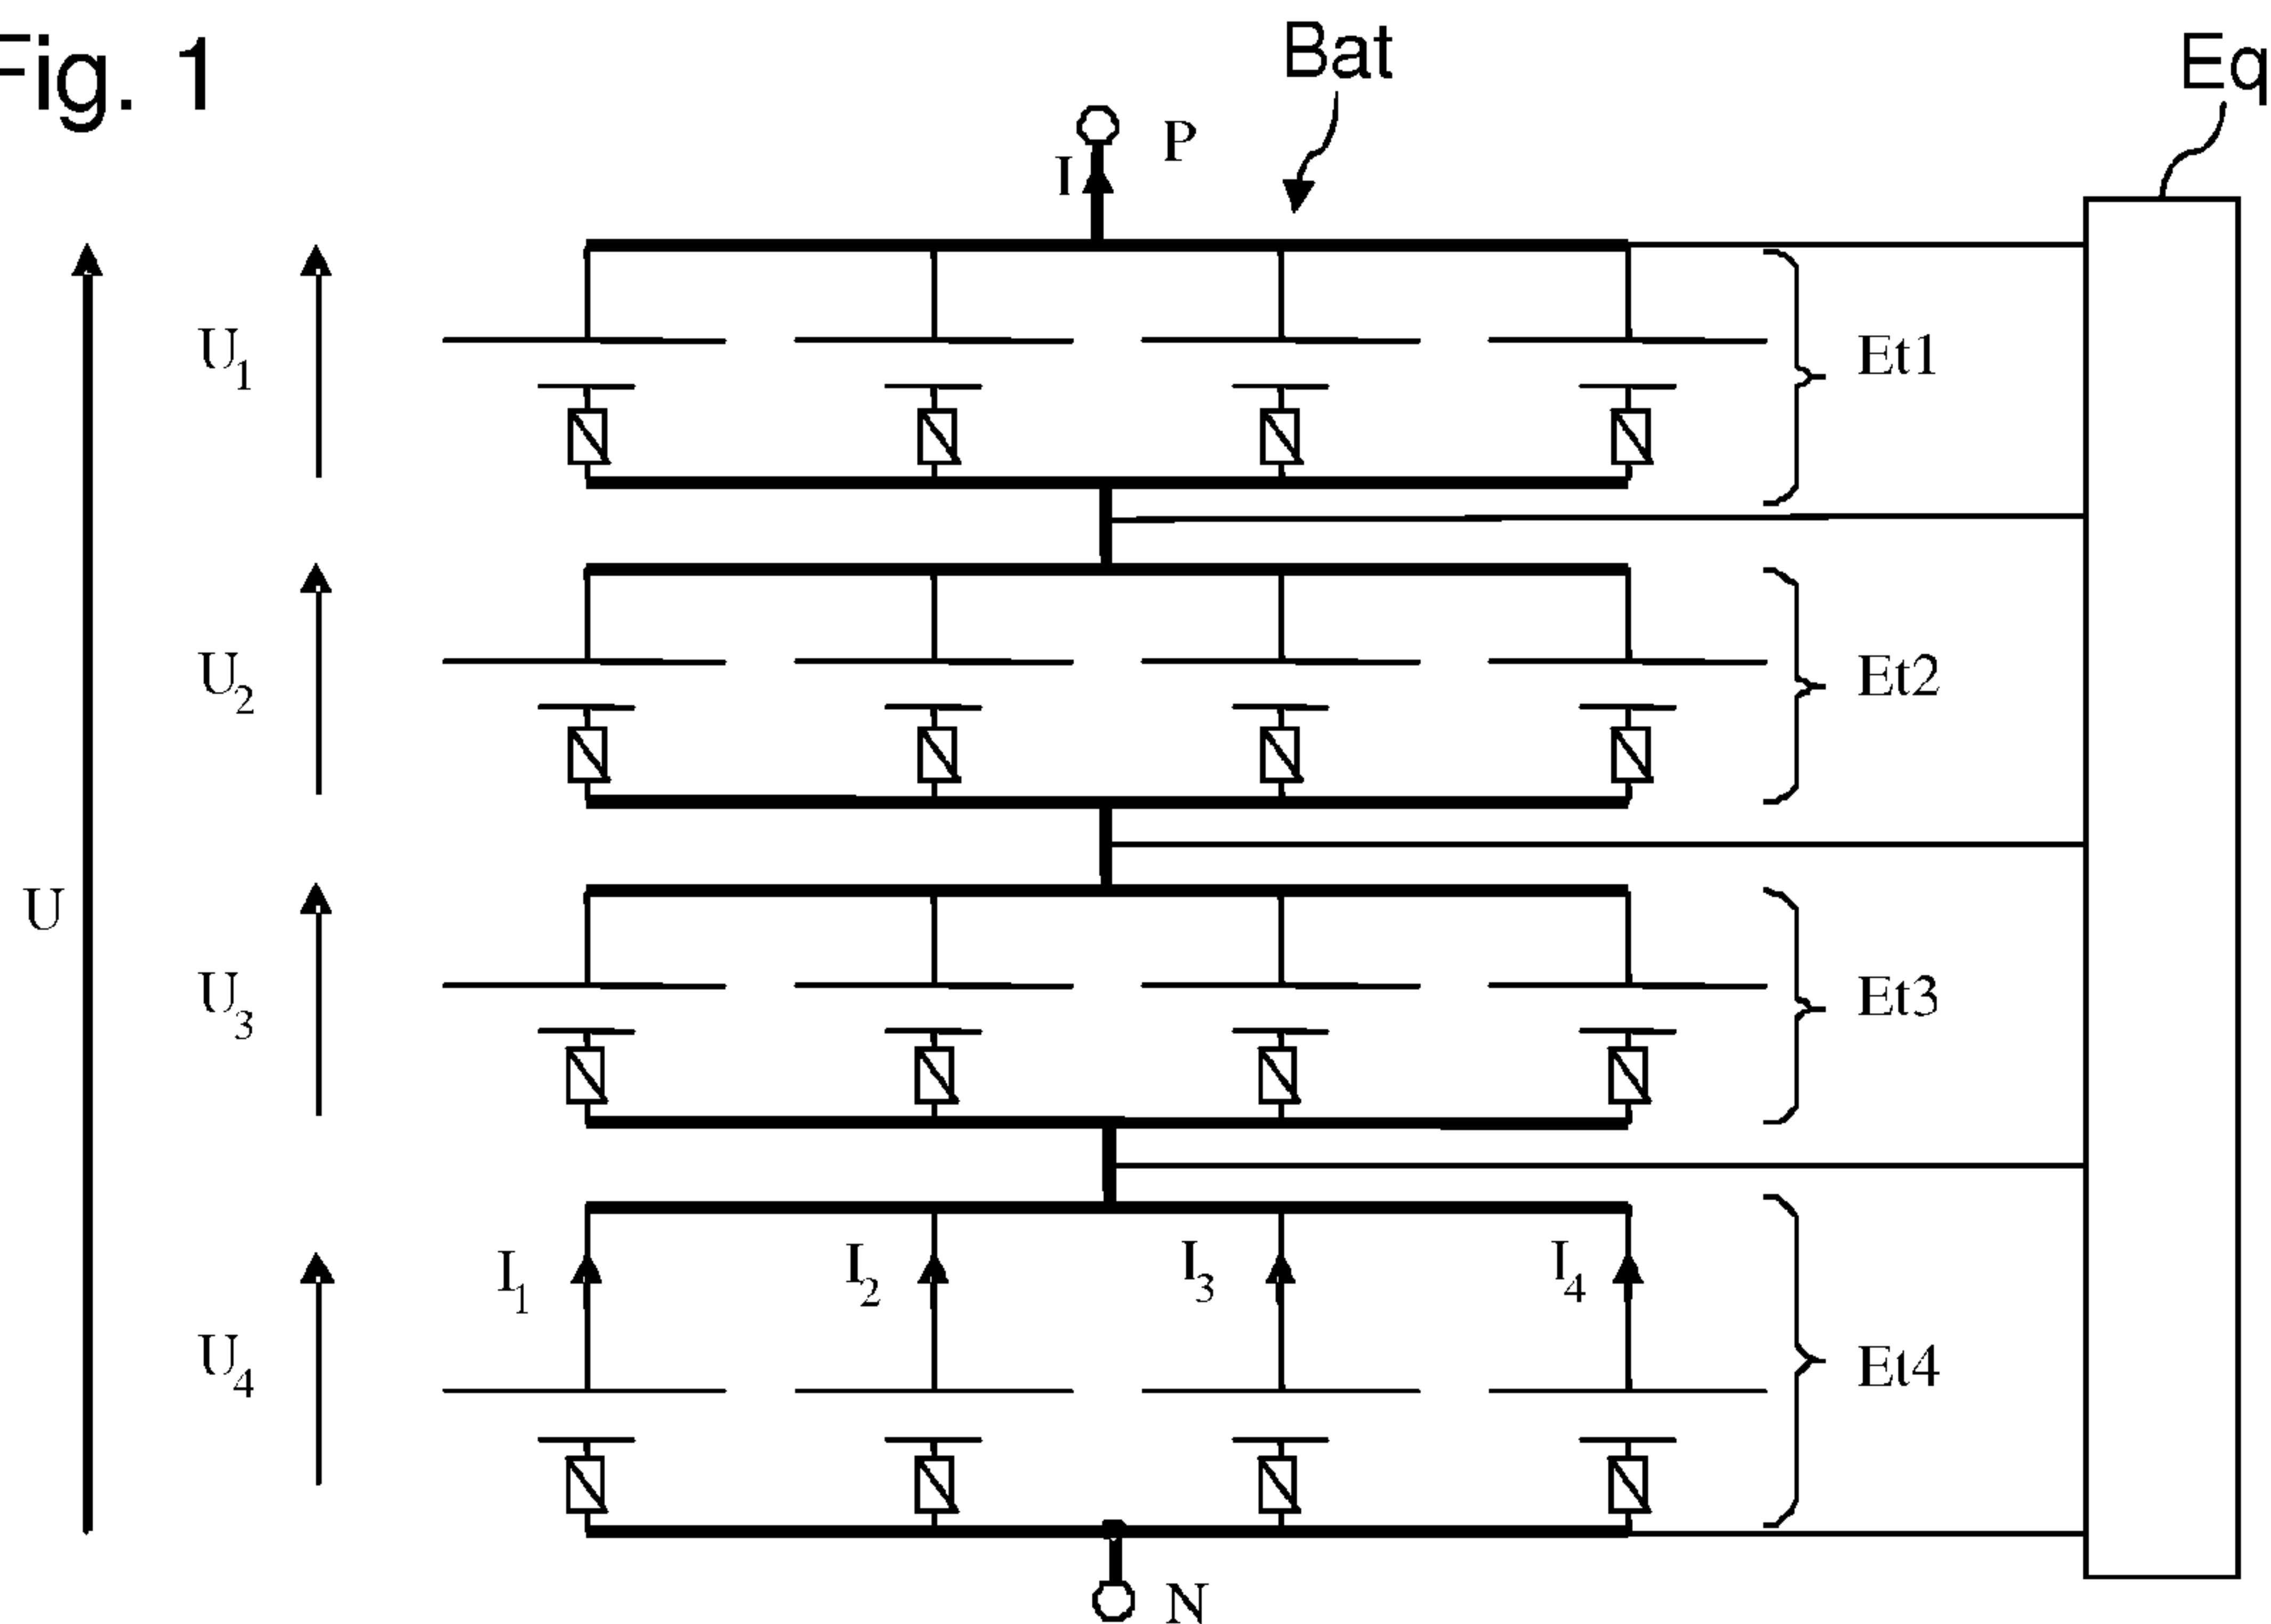 Fig. 1
Bat
Eq
P
I
U₁
Et1
U₂
Et2
U
U₃
Et3
I₁
I₂
I₃
I₄
U₄
Et4
N